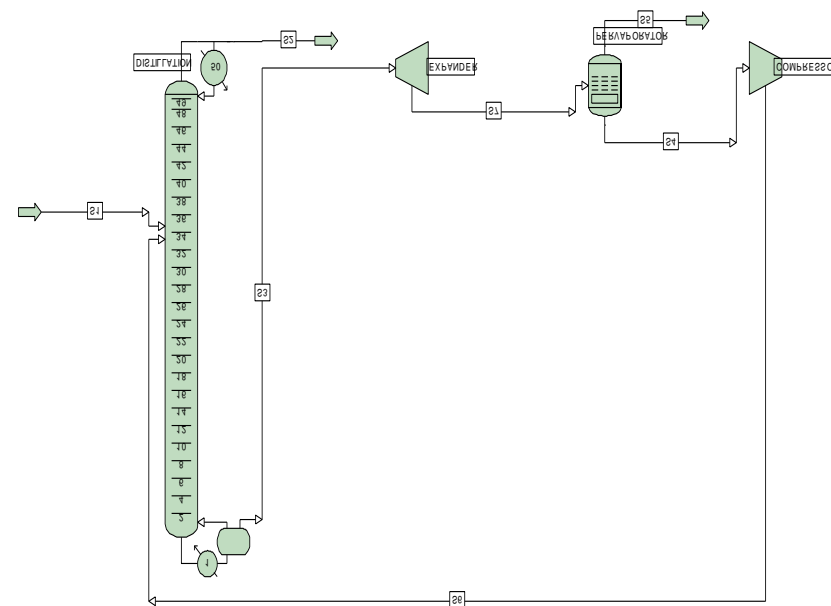 S5
PERVAPORATOR
S2
DISTILLATION
50
EXPANDER
COMPRESSO
49
48
S7
46
S4
44
42
40
38
S1
36
34
32
30
S3
28
26
24
22
20
18
16
14
12
10
8
6
4
2
1
S6